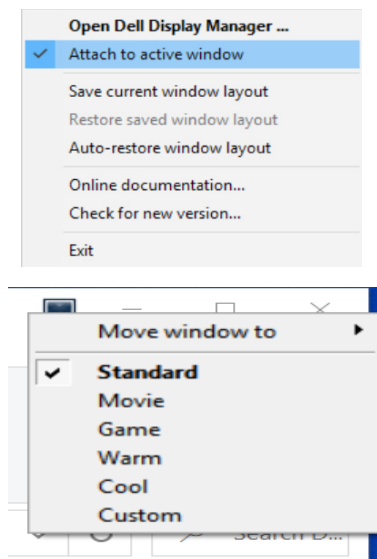 Open Dell Display Manager ...
Attach to active window
Save current window layout
Restore saved window layout
Auto-restore window layout
Online documentation...
Check for new version...
Exit
Move window to
Standard
Movie
Game
Warm
Cool
Custom
Search D...